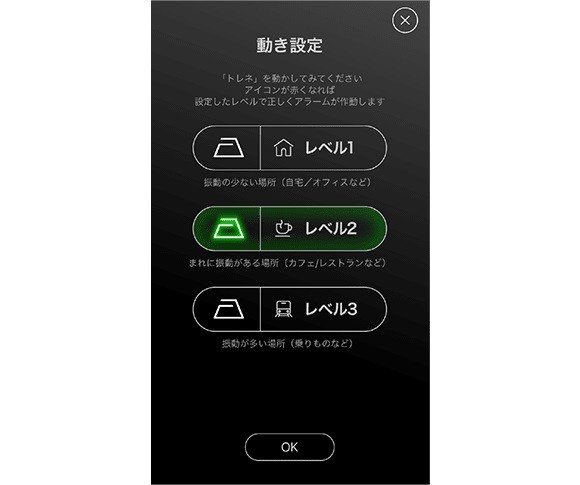 動き設定
「トレネ」を動かしてみてください
アイコンが赤くなれば
設定したレベルで正しくアラームが作動します
レベル1
振動の少ない場所（自宅／オフィスなど）
レベル2
まれに振動がある場所（カフェ/レストランなど）
レベル3
振動が多い場所（乗りものなど）
OK